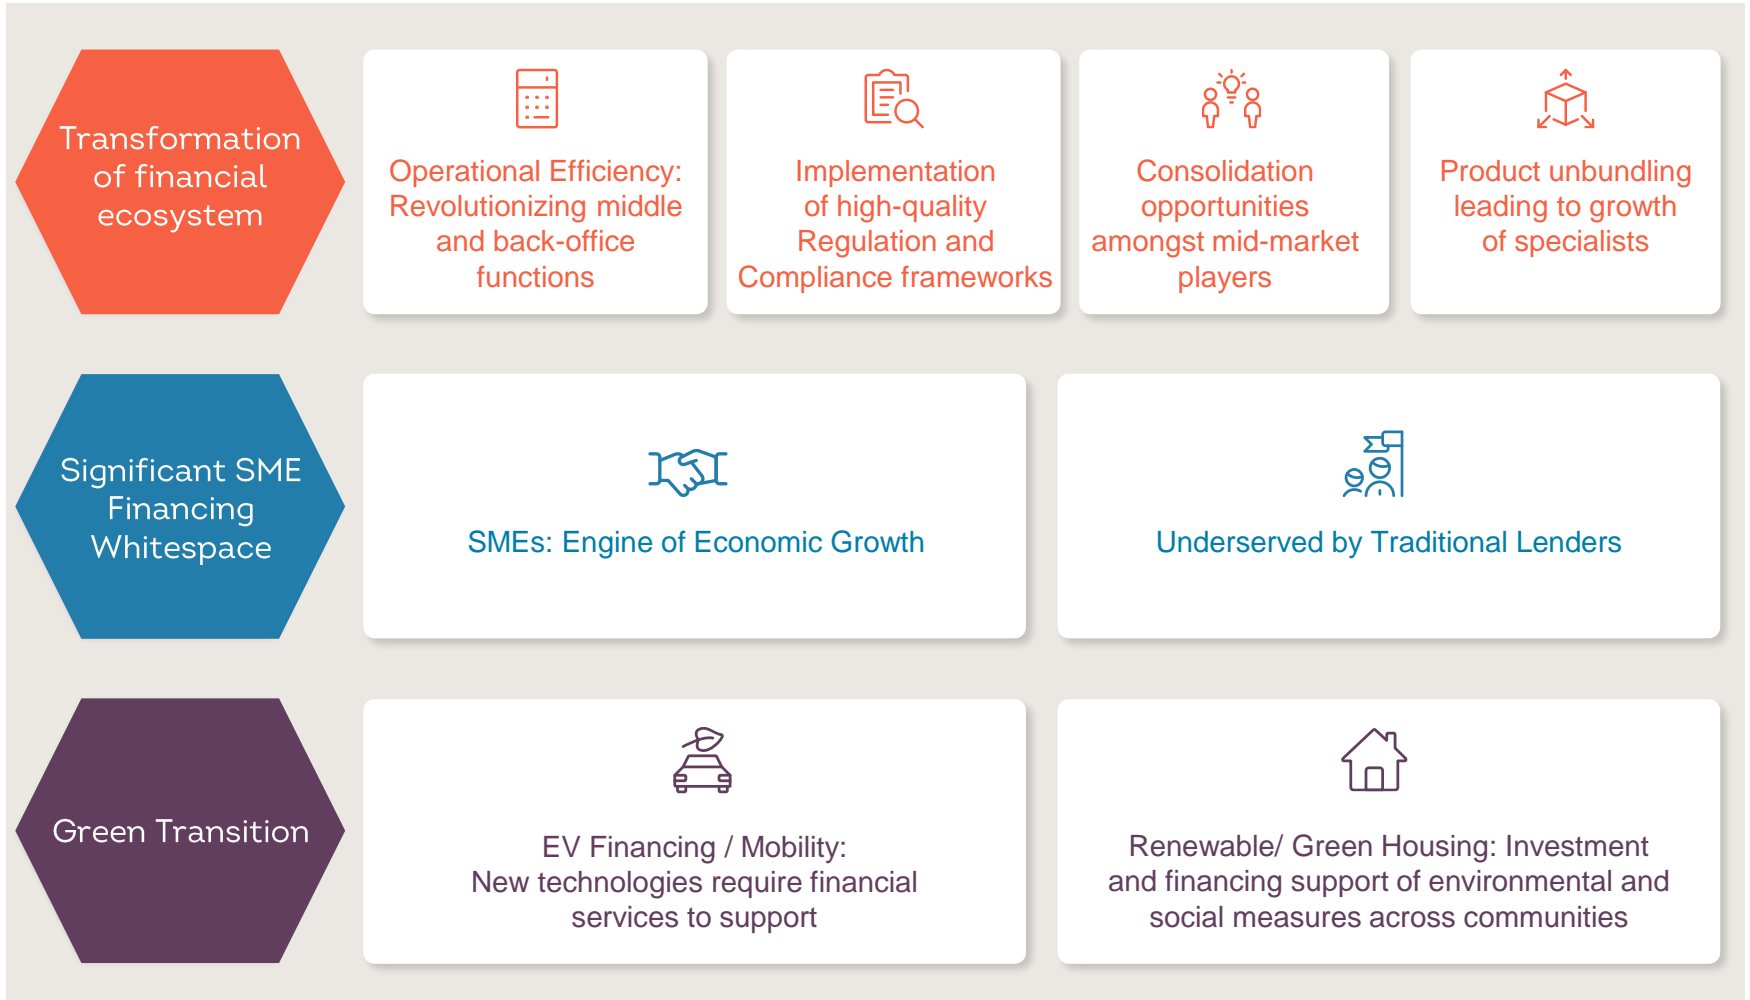 Transformation
of financial
ecosystem
Operational Efficiency:
Revolutionizing middle
and back-office
functions
Implementation
of high-quality
Regulation and
Compliance frameworks
Consolidation
opportunities
amongst mid-market
players
Product unbundling
leading to growth
of specialists
Significant SME
Financing
Whitespace
SMEs: Engine of Economic Growth
Underserved by Traditional Lenders
Green Transition
EV Financing / Mobility:
New technologies require financial
services to support
Renewable/ Green Housing: Investment
and financing support of environmental and
social measures across communities